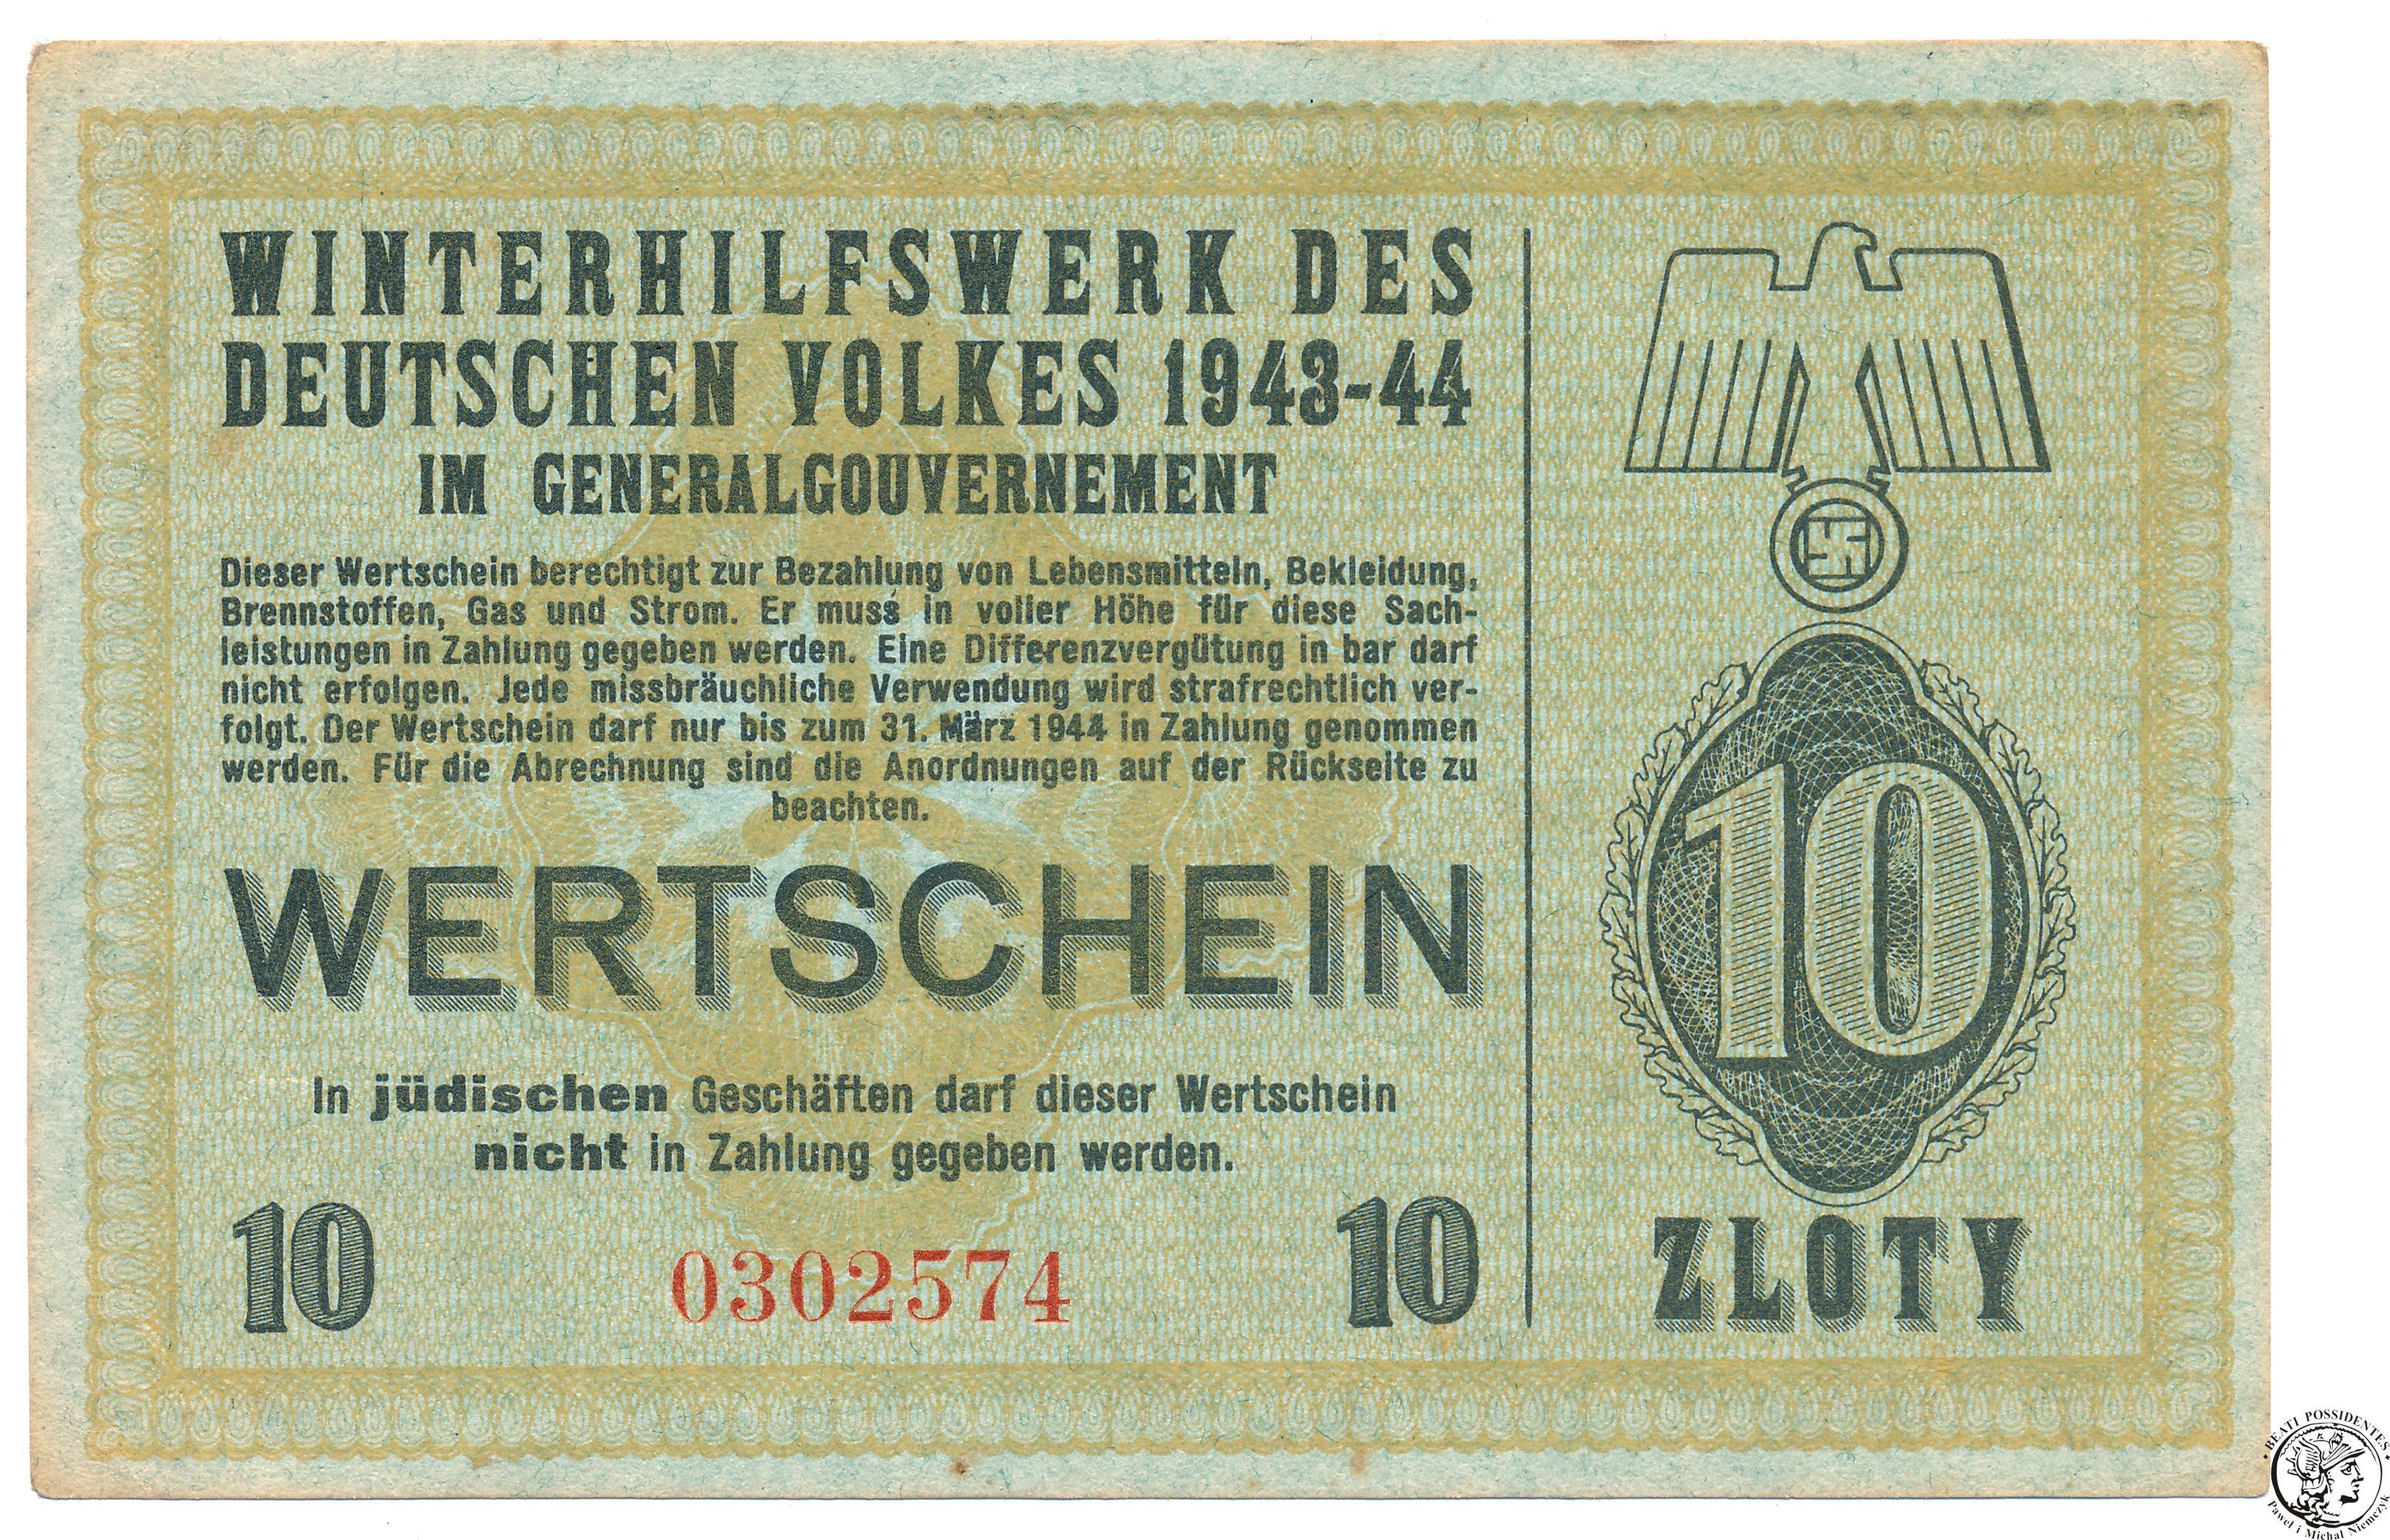 WINTERHILFSWERK DES
DEUTSCHEN VOLKES 1943-44
IM GENERALGOUVERNEMENT
Dieser Wertschein berechtigt zur Bezahlung von Lebensmitteln, Bekleidung,
Brennstoffen, Gas und Strom. Er muss in voller Höhe für diese Sach-
leistungen in Zahlung gegeben werden. Eine Differenzvergütung in bar darf
nicht erfolgen. Jede missbräuchliche Verwendung wird strafrechtlich ver-
folgt. Der Wertschein darf nur bis zum 31. März 1944 in Zahlung genommen
werden. Für die Abrechnung sind die Anordnungen auf der Rückseite zu
beachten.
WERTSCHEIN
In jüdischen Geschäften darf dieser Wertschein
nicht in Zahlung gegeben werden.
10
0302574
10
10
ZLOTY
BEATI POSSIDENTES
Paweł i Michał Niemczyk